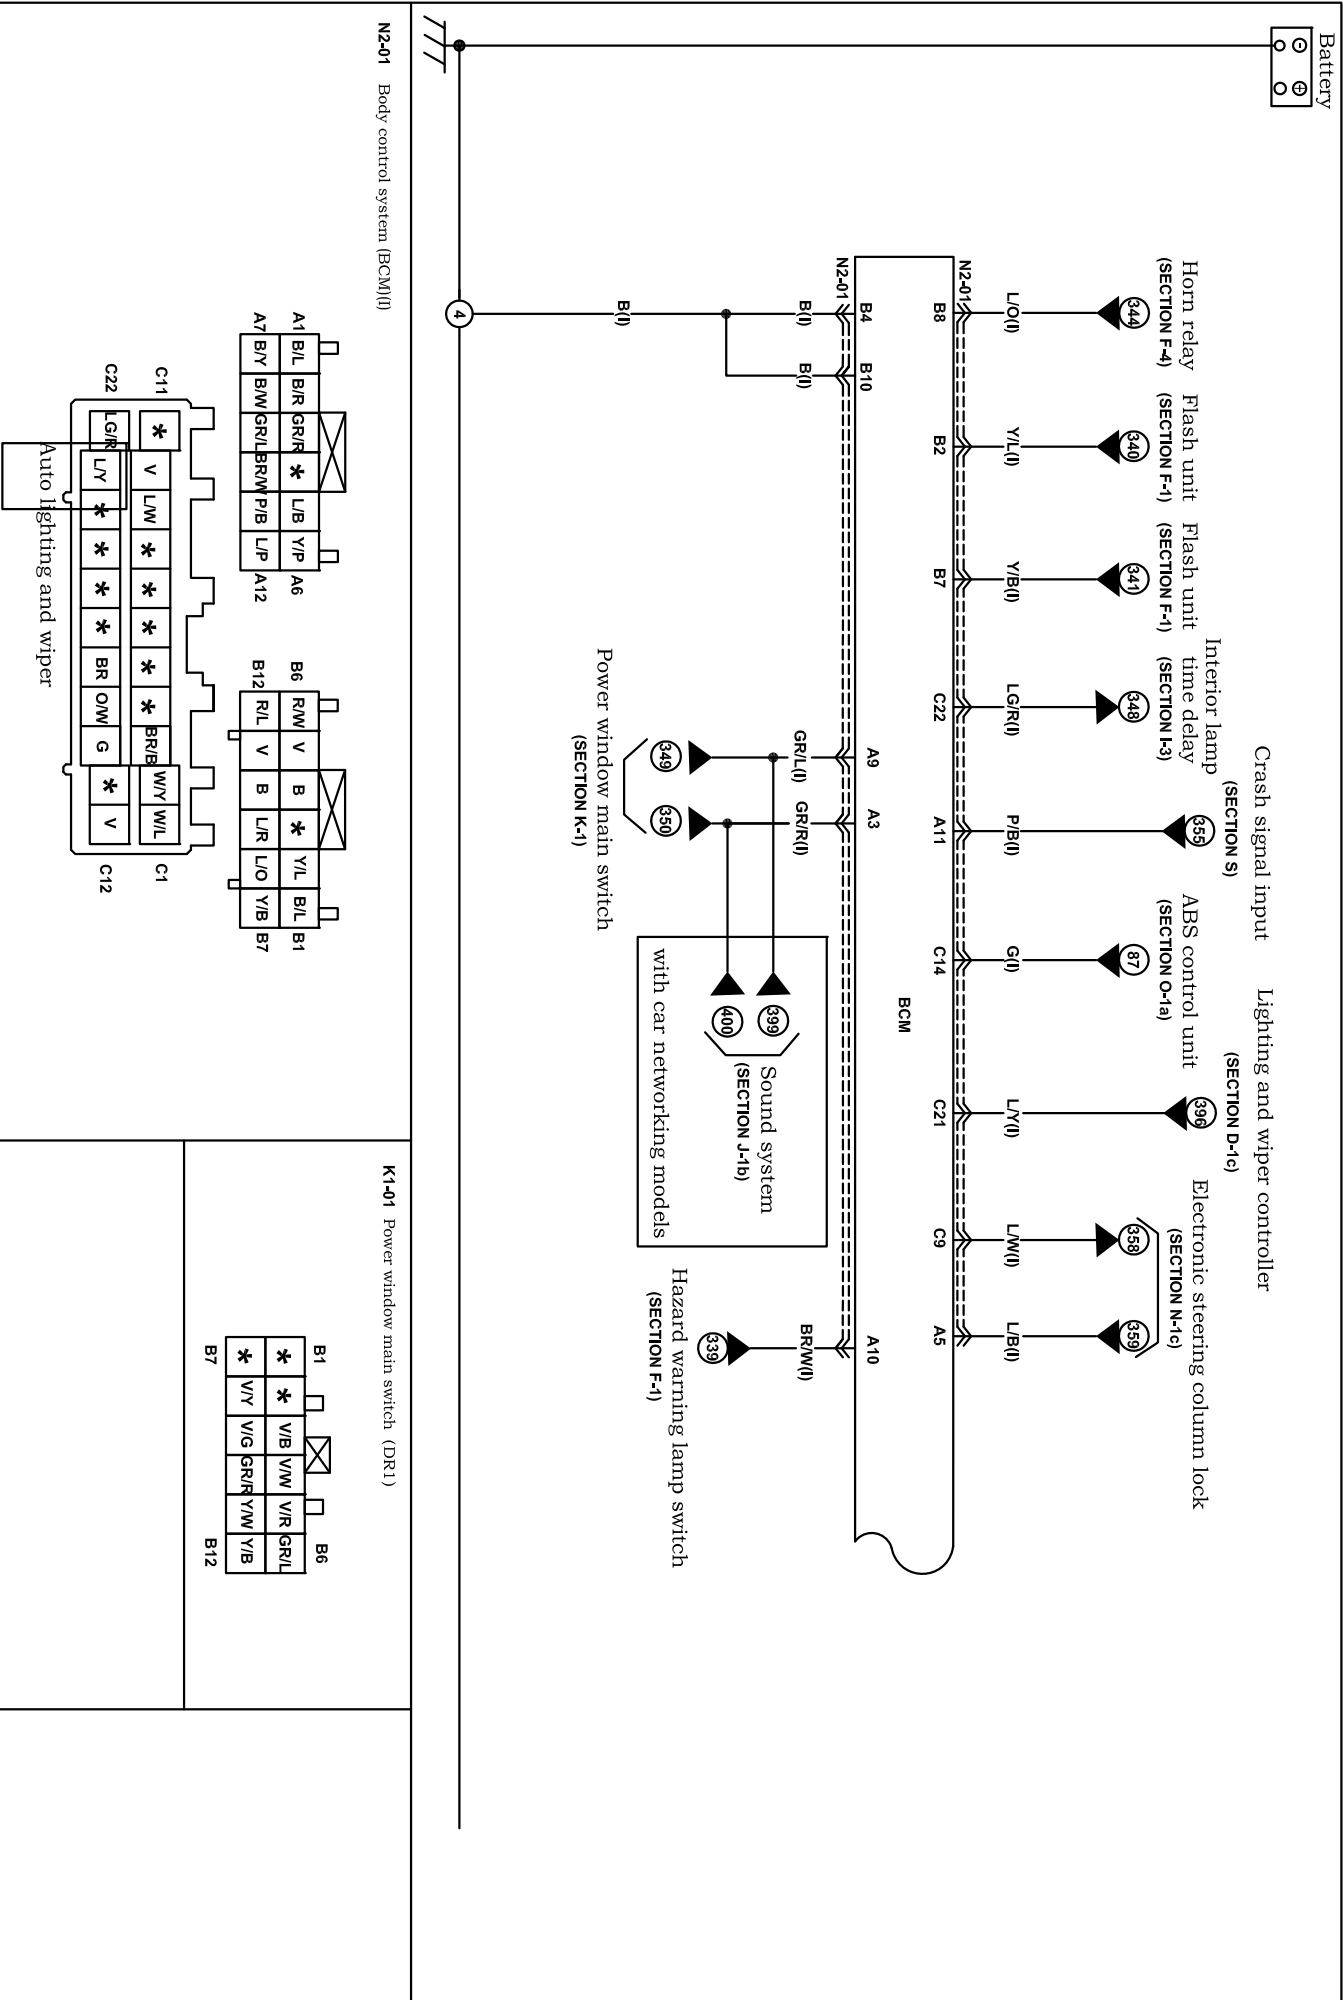 Battery
-
+
Crash signal input
(SECTION S)
Lighting and wiper controller
(SECTION D-1c)
Horn relay
(SECTION F-4)
Flash unit
(SECTION F-1)
Flash unit
(SECTION F-1)
Interior lamp
time delay
(SECTION I-3)
ABS control unit
(SECTION O-1a)
Electronic steering column lock
(SECTION N-1c)
344
340
341
348
355
87
396
358
359
L/O(I)
Y/L(I)
Y/B(I)
LG/R(I)
P/B(I)
G(I)
L/Y(I)
L/W(I)
L/B(I)
N2-01
B8
B2
B7
C22
A11
C14
C21
C9
A5
BCM
B4
B10
A9
A3
A10
N2-01
B(I)
B(I)
GR/L(I)
GR/R(I)
BR/W(I)
B(I)
399
400
Sound system
(SECTION J-1b)
with car networking models
349
350
Power window main switch
(SECTION K-1)
339
Hazard warning lamp switch
(SECTION F-1)
4
N2-01 Body control system (BCM)(I)
A1 B/L B/R GR/R * L/B Y/P A6
A7 B/Y B/W GR/L BR/W P/B L/P A12
B6 R/W V B * Y/L B/L B1
B12 R/L V B L/R L/O Y/B B7
C11 * V L/W * * * * * BR/B W/Y W/L C1
C22 LG/R L/Y * * * * BR O/W G * V C12
Auto lighting and wiper
K1-01 Power window main switch (DR1)
B1 * * V/B V/W V/R GR/L B6
B7 * V/Y V/G GR/R Y/W Y/B B12